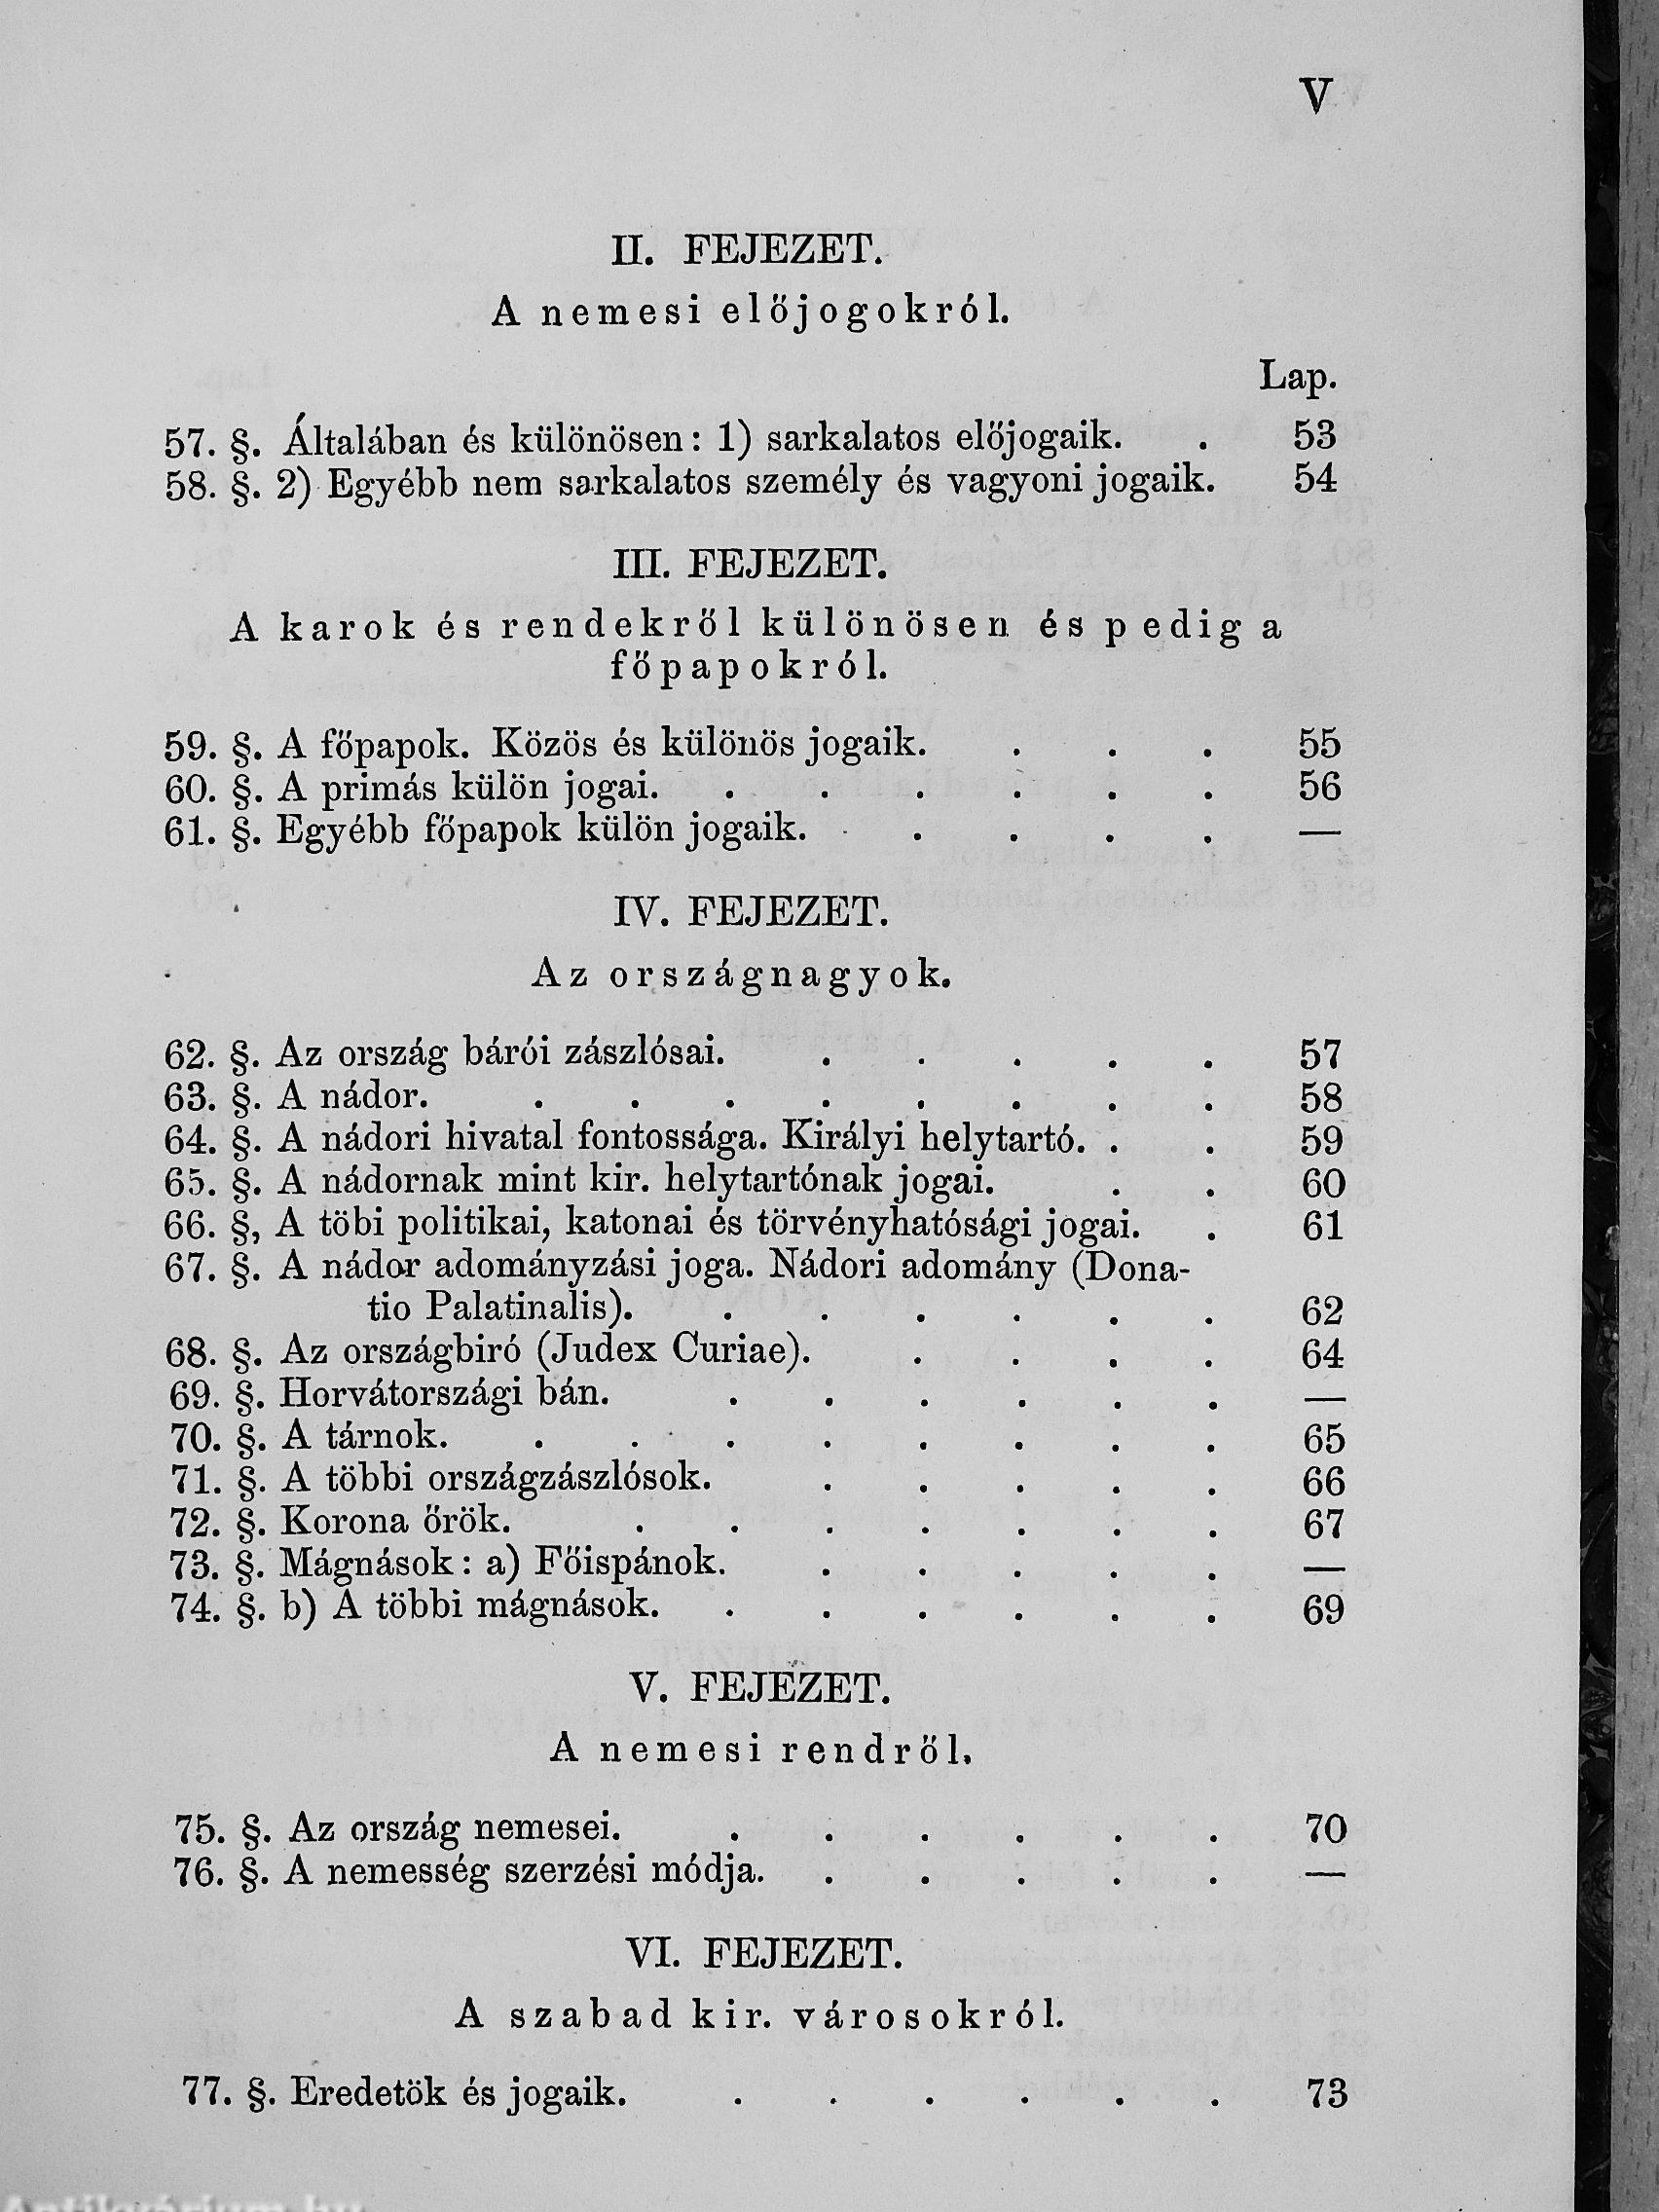 V
II. FEJEZET.
A nemesi előjogokról.
Lap.
57. §. Általában és különösen: 1) sarkalatos előjogaik. . 53
58. §. 2) Egyébb nem sarkalatos személy és vagyoni jogaik. 54
III. FEJEZET.
A karok és rendekről különösen és pedig a
főpapokról.
59. §. A főpapok. Közös és különös jogaik. . . . 55
60. §. A primás külön jogai. . . . . . . 56
61. §. Egyébb főpapok külön jogaik. . . . . —
IV. FEJEZET.
Az országnagyok.
62. §. Az ország bárói zászlósai. . . . . . 57
63. §. A nádor. . . . . . . . . 58
64. §. A nádori hivatal fontossága. Királyi helytartó. . . 59
65. §. A nádornak mint kir. helytartónak jogai. . . 60
66. §, A töbi politikai, katonai és törvényhatósági jogai. . 61
67. §. A nádor adományzási joga. Nádori adomány (Dona-
tio Palatinalis). . . . . . . 62
68. §. Az országbiró (Judex Curiae). . . . . 64
69. §. Horvátországi bán. . . . . . . —
70. §. A tárnok. . . . . . . . . 65
71. §. A többi országzászlósok. . . . . . 66
72. §. Korona őrök. . . . . . . . 67
73. §. Mágnások: a) Főispánok. . . . . . —
74. §. b) A többi mágnások. . . . . . . 69
V. FEJEZET.
A nemesi rendről.
75. §. Az ország nemesei. . . . . . . 70
76. §. A nemesség szerzési módja. . . . . . —
VI. FEJEZET.
A szabad kir. városokról.
77. §. Eredetök és jogaik. . . . . . . 73